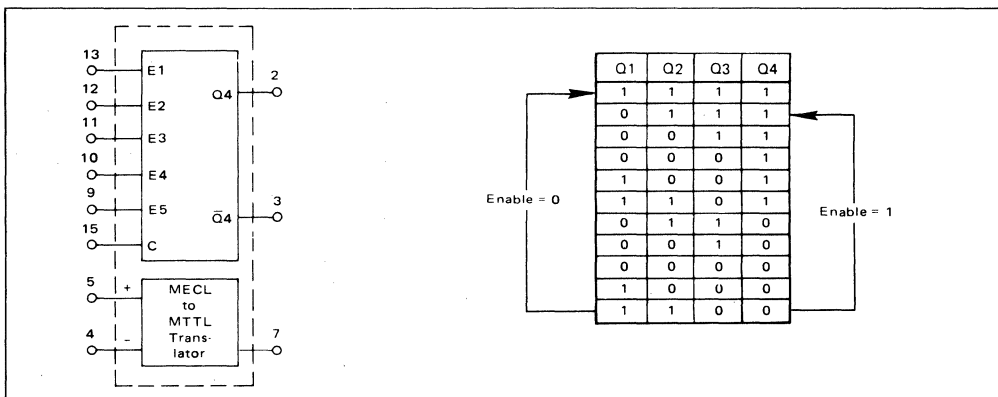 13
E1
12
E2
11
E3
10
E4
9
E5
15
C
Q4
2
Q̅4
3
5
+
4
-
MECL
to
MTTL
Trans-
lator
7
Enable = 0
Q1 Q2 Q3 Q4
1 1 1 1
0 1 1 1
0 0 1 1
0 0 0 1
1 0 0 1
1 1 0 1
0 1 1 0
0 0 1 0
0 0 0 0
1 0 0 0
1 1 0 0
Enable = 1